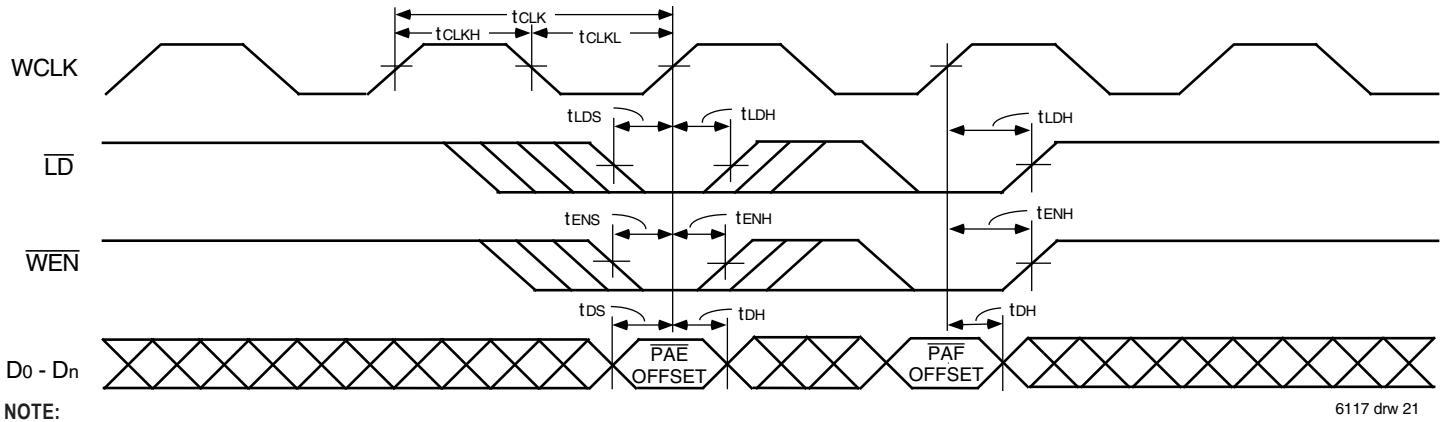 tCLK
tCLKH
tCLKL
WCLK
tLDS
tLDH
tLDH
LD
tENS
tENH
tENH
WEN
tDS
tDH
tDH
D0 - Dn
PAE
OFFSET
PAF
OFFSET
NOTE:
6117 drw 21